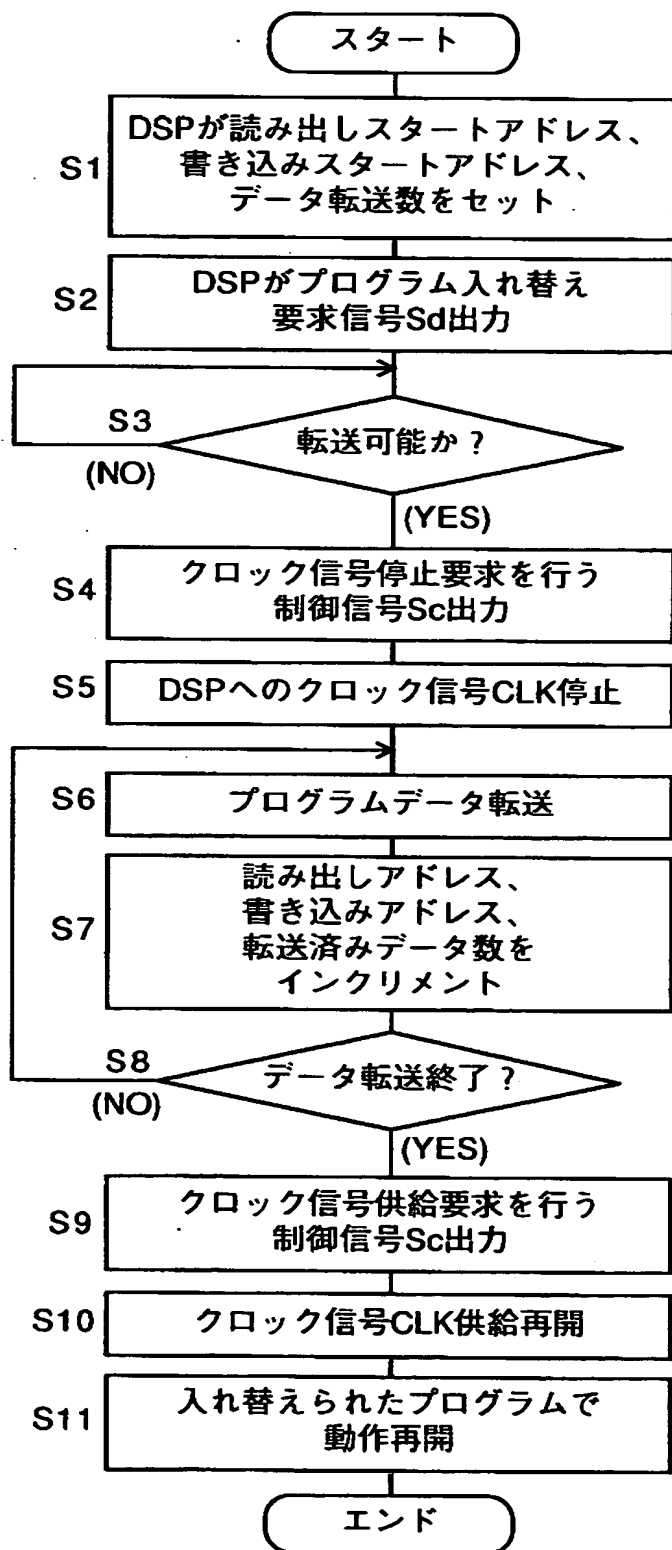 スタート
S1
DSPが読み出しスタートアドレス、
書き込みスタートアドレス、
データ転送数をセット
S2
DSPがプログラム入れ替え
要求信号Sd出力
S3
転送可能か？
(NO)
(YES)
S4
クロック信号停止要求を行う
制御信号Sc出力
S5
DSPへのクロック信号CLK停止
S6
プログラムデータ転送
S7
読み出しアドレス、
書き込みアドレス、
転送済みデータ数を
インクリメント
S8
データ転送終了？
(NO)
(YES)
S9
クロック信号供給要求を行う
制御信号Sc出力
S10
クロック信号CLK供給再開
S11
入れ替えられたプログラムで
動作再開
エンド